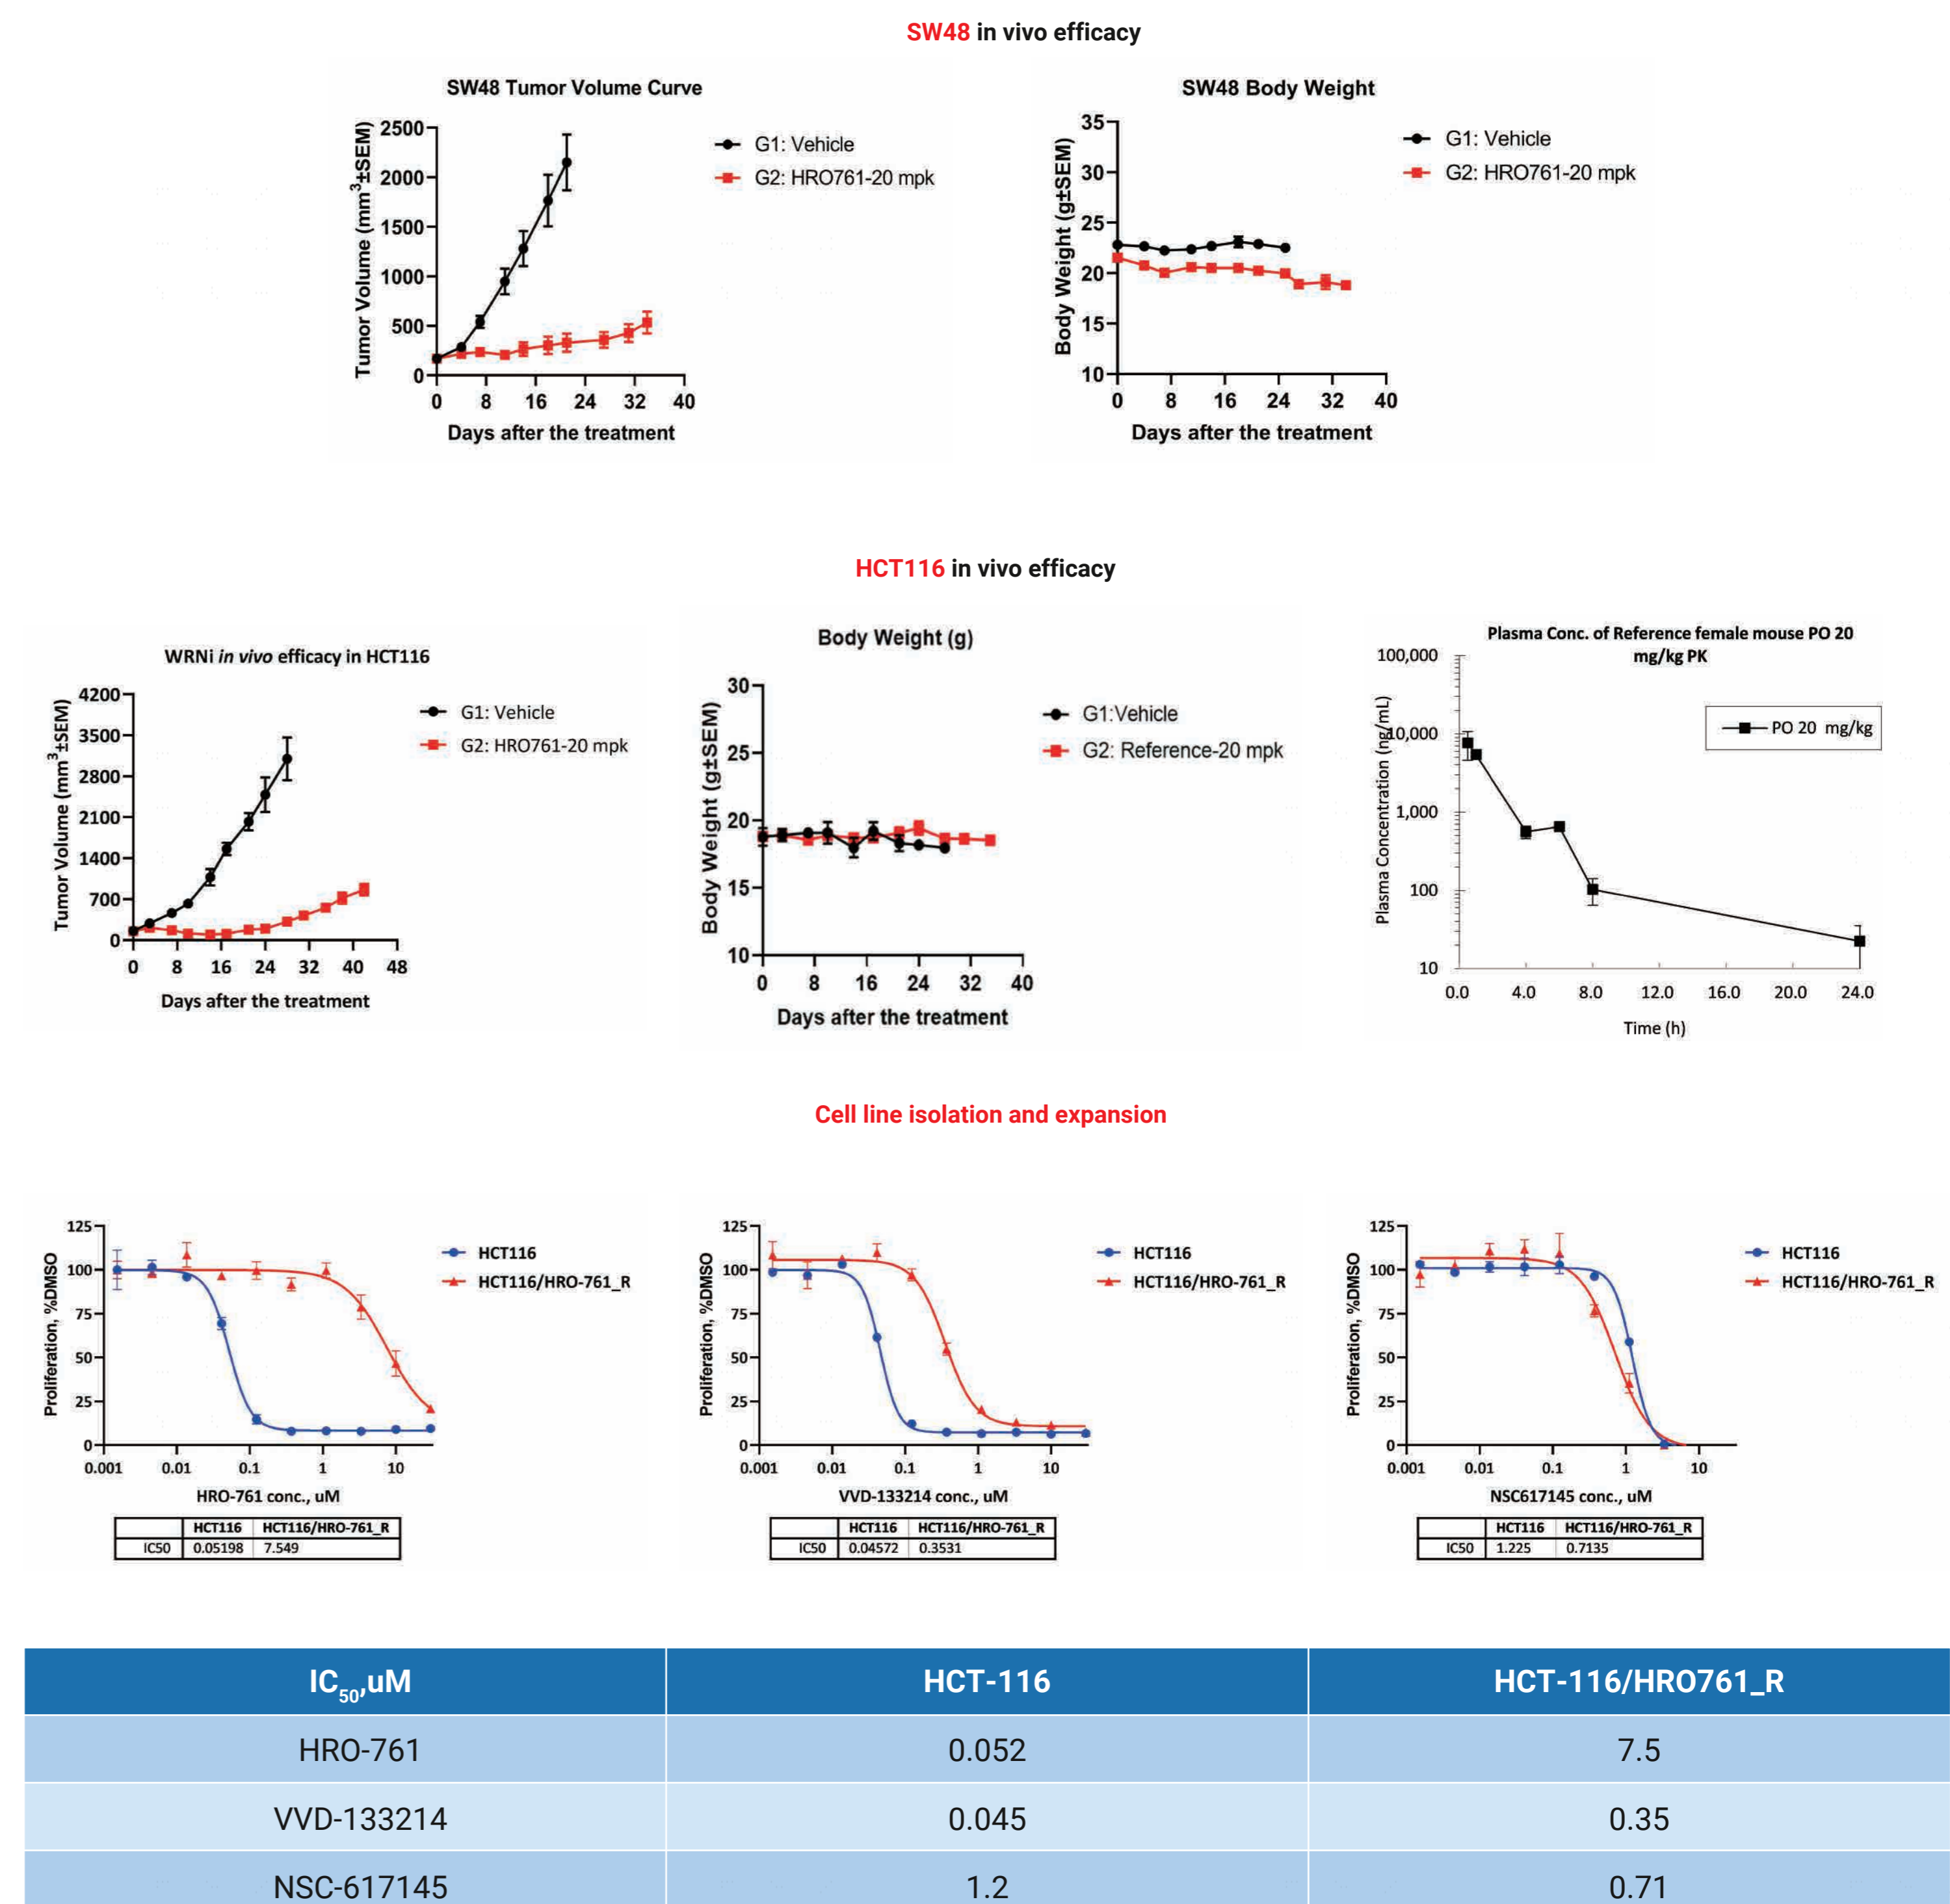 SW48 in vivo efficacy
SW48 Tumor Volume Curve
Tumor Volume (mm³±SEM)
2500
2000
1500
1000
500
0
0 8 16 24 32 40
Days after the treatment
G1: Vehicle
G2: HRO761-20 mpk
SW48 Body Weight
Body Weight (g±SEM)
35
30
25
20
15
10
0 8 16 24 32 40
Days after the treatment
G1: Vehicle
G2: HRO761-20 mpk
HCT116 in vivo efficacy
WRNi in vivo efficacy in HCT116
Tumor Volume (mm³±SEM)
4200
3500
2800
2100
1400
700
0
0 8 16 24 32 40 48
Days after the treatment
G1: Vehicle
G2: HRO761-20 mpk
Body Weight (g)
Body Weight (g±SEM)
30
25
20
15
10
0 8 16 24 32 40
Days after the treatment
G1:Vehicle
G2: Reference-20 mpk
Plasma Conc. of Reference female mouse PO 20
mg/kg PK
Plasma Concentration (ng/mL)
100,000
10,000
1,000
100
10
0.0 4.0 8.0 12.0 16.0 20.0 24.0
Time (h)
PO 20 mg/kg
Cell line isolation and expansion
Proliferation, %DMSO
125
100
75
50
25
0
0.001 0.01 0.1 1 10
HRO-761 conc., uM
HCT116
HCT116/HRO-761_R
HCT116 HCT116/HRO-761_R
IC50 0.05198 7.549
Proliferation, %DMSO
125
100
75
50
25
0
0.001 0.01 0.1 1 10
VVD-133214 conc., uM
HCT116
HCT116/HRO-761_R
HCT116 HCT116/HRO-761_R
IC50 0.04572 0.3531
Proliferation, %DMSO
125
100
75
50
25
0
0.001 0.01 0.1 1 10
NSC617145 conc., uM
HCT116
HCT116/HRO-761_R
HCT116 HCT116/HRO-761_R
IC50 1.225 0.7135
IC₅₀,uM HCT-116 HCT-116/HRO761_R
HRO-761 0.052 7.5
VVD-133214 0.045 0.35
NSC-617145 1.2 0.71